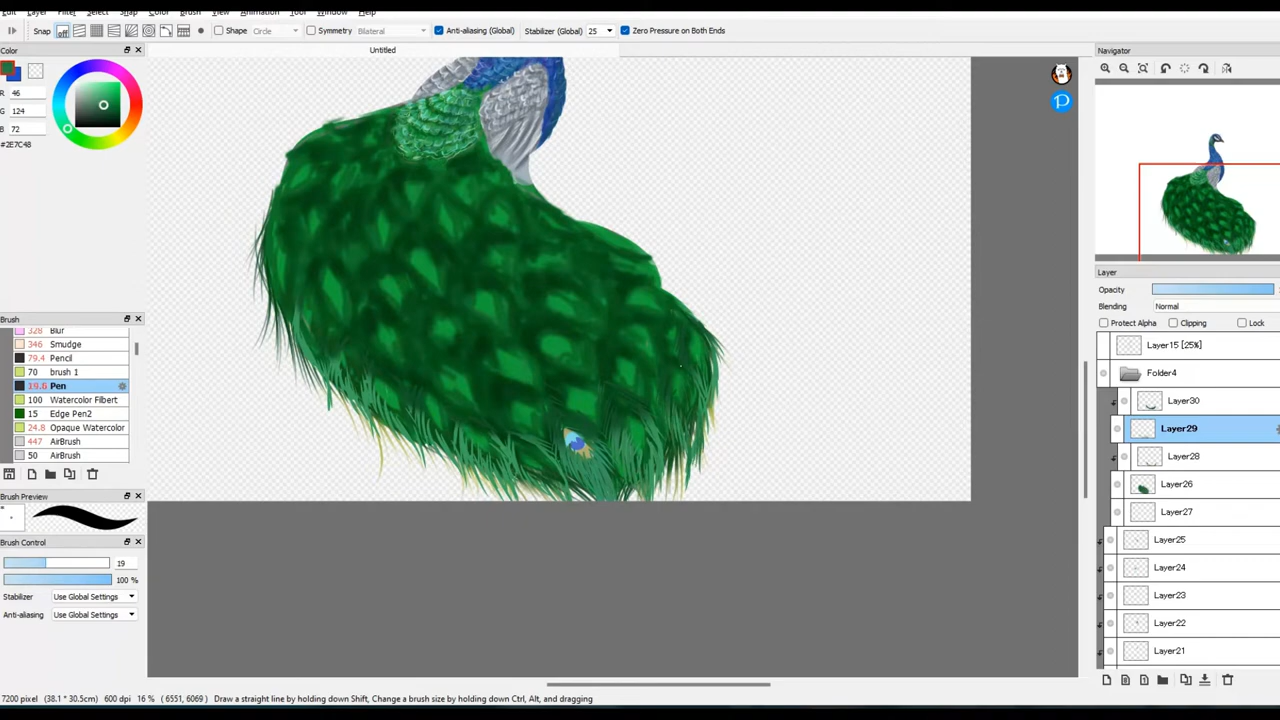 Edit Layer Filter Snap Color Brush View Animation Tool Window Help
Snap off Shape Circle Symmetry Bilateral Anti-aliasing (Global) Stabilizer (Global) 25 Zero Pressure on Both Ends
Color
Untitled
Navigator
R 46
G 124
B 72
#2E7C48
Layer
Opacity
Blending Normal
Protect Alpha Clipping Lock
Brush
328 Blur
346 Smudge
79.4 Pencil
70 brush 1
19.6 Pen
100 Watercolor Filbert
15 Edge Pen2
24.8 Opaque Watercolor
447 AirBrush
50 AirBrush
Layer15 [25%]
Folder4
Layer30
Layer29
Layer28
Layer26
Layer27
Layer25
Layer24
Layer23
Layer22
Layer21
Brush Preview
Brush Control
19
100 %
Stabilizer Use Global Settings
Anti-aliasing Use Global Settings
7200 pixel (38.1 * 30.5cm) 600 dpi 16 % ( 6551, 6069 ) Draw a straight line by holding down Shift, Change a brush size by holding down Ctrl, Alt, and dragging